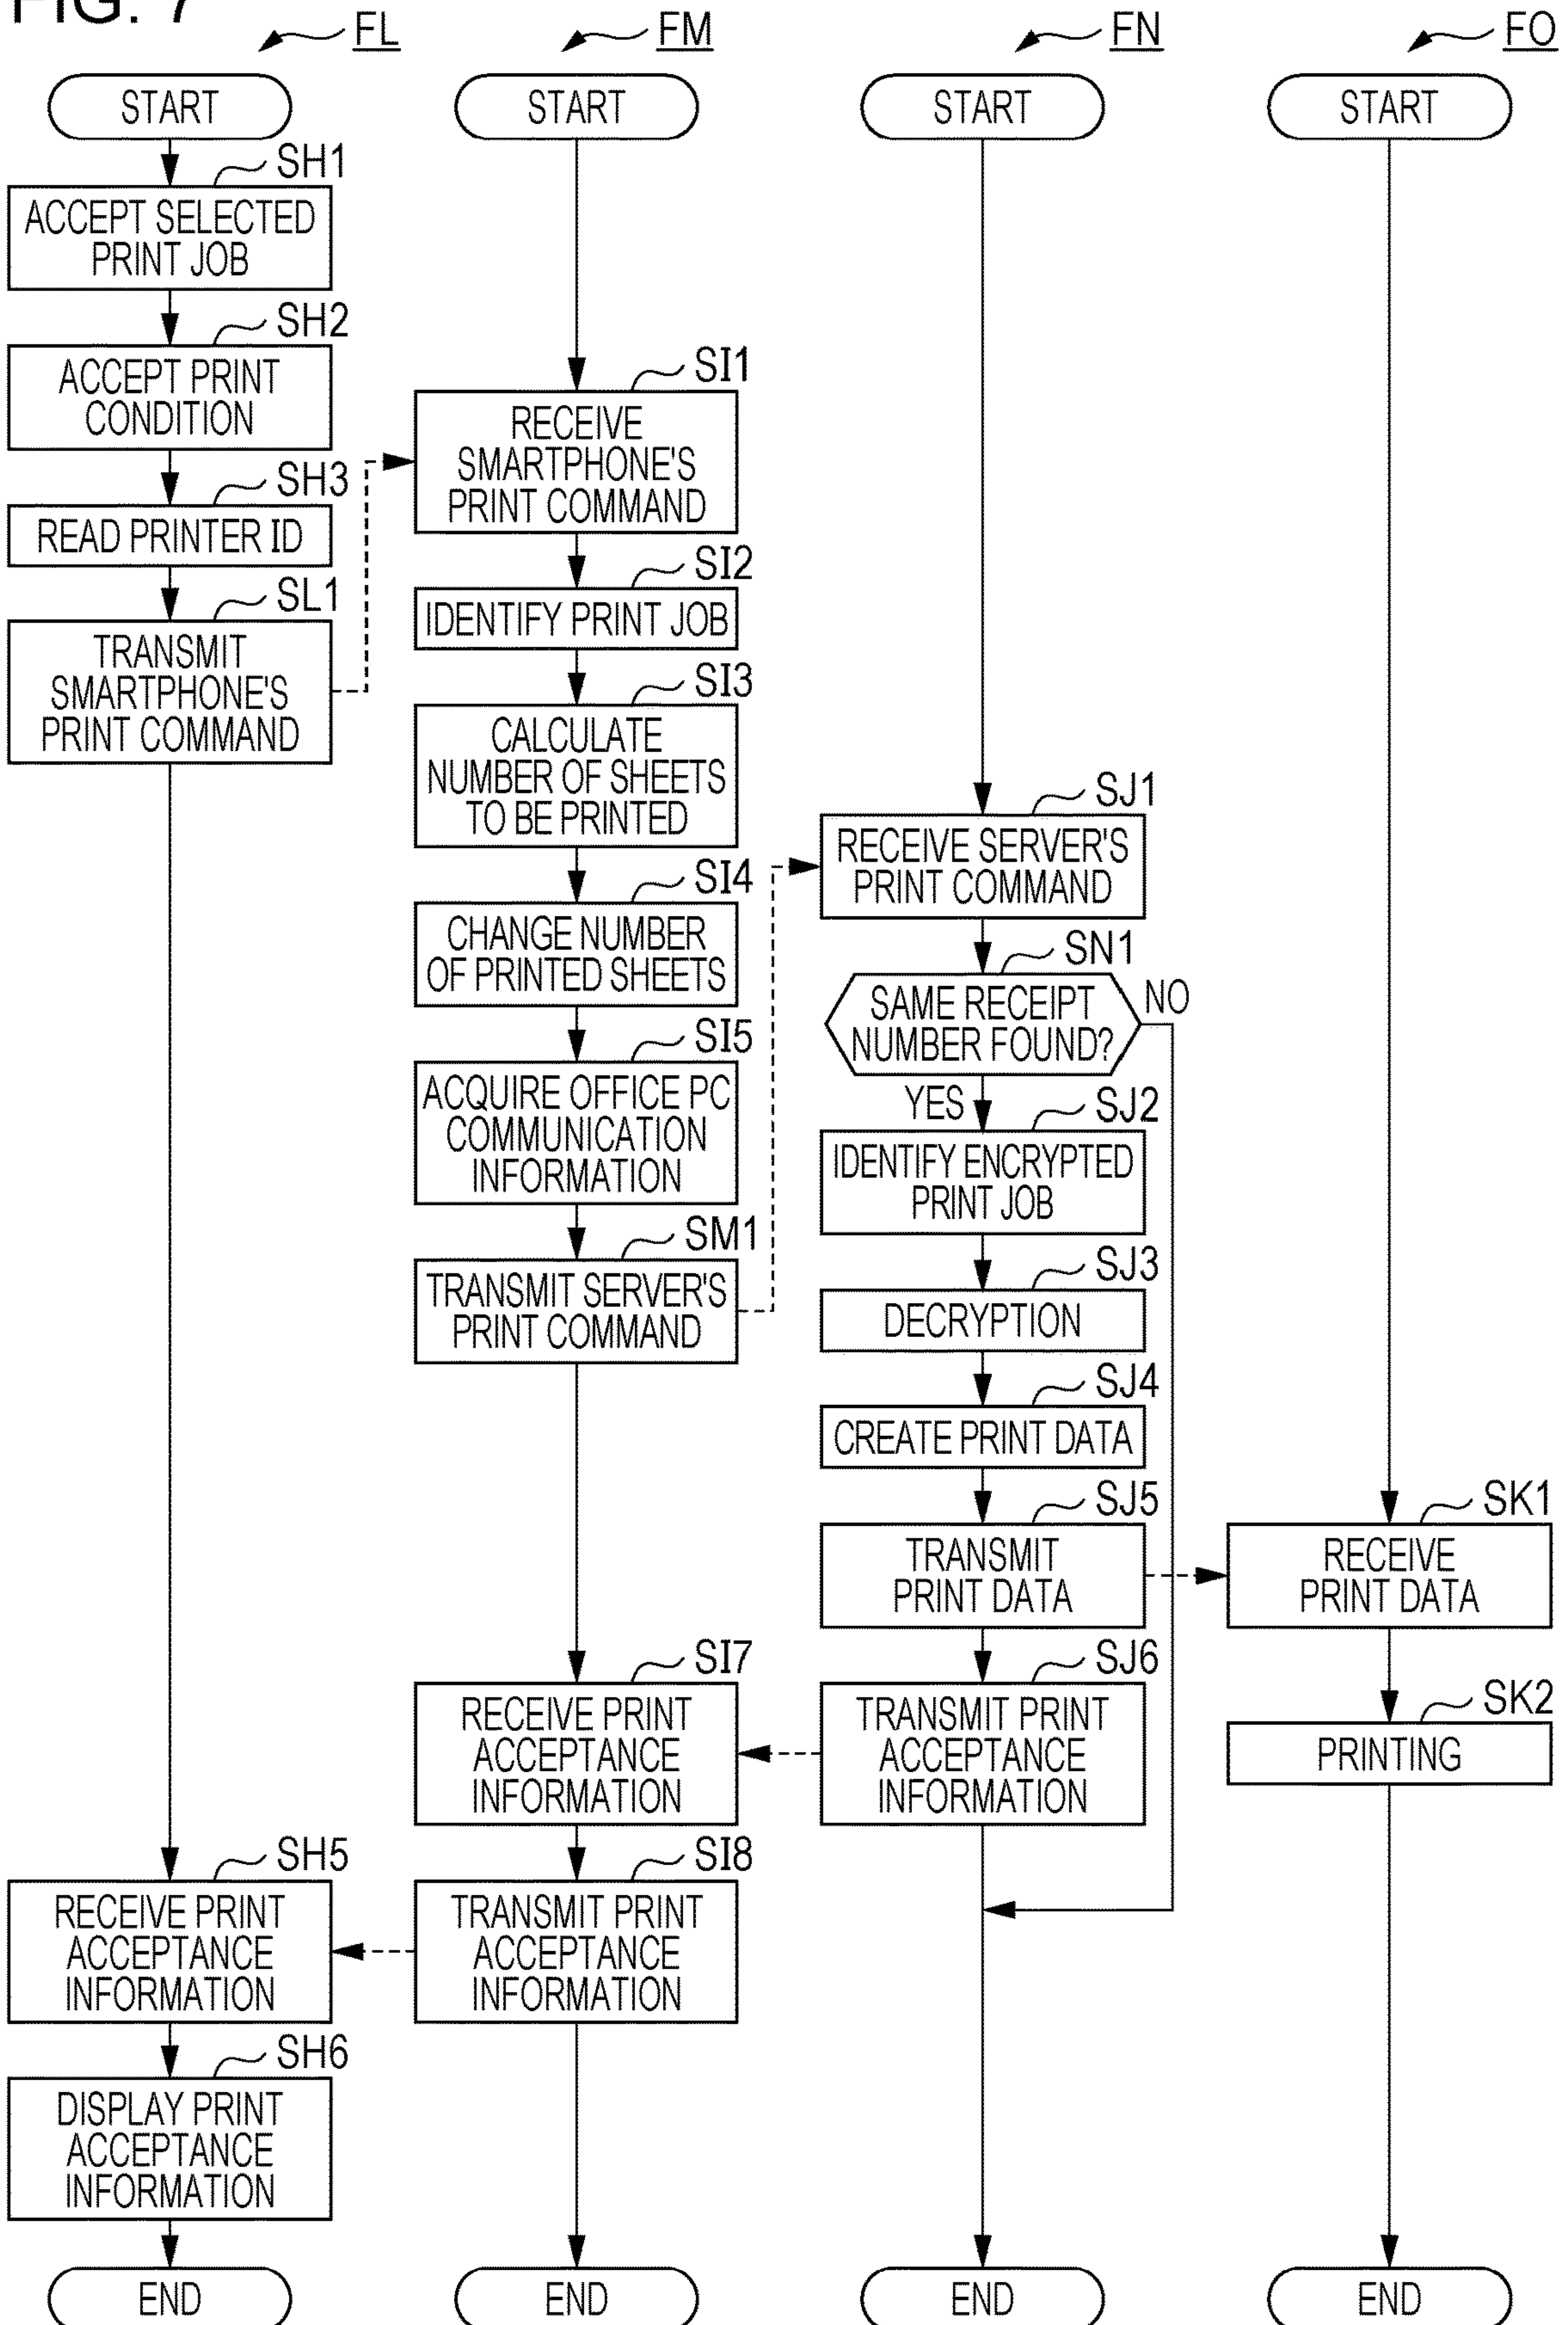 FIG. 7
FL
START
SH1
ACCEPT SELECTED
PRINT JOB
SH2
ACCEPT PRINT
CONDITION
SH3
READ PRINTER ID
SL1
TRANSMIT
SMARTPHONE'S
PRINT COMMAND
SH5
RECEIVE PRINT
ACCEPTANCE
INFORMATION
SH6
DISPLAY PRINT
ACCEPTANCE
INFORMATION
END
FM
START
SI1
RECEIVE
SMARTPHONE'S
PRINT COMMAND
SI2
IDENTIFY PRINT JOB
SI3
CALCULATE
NUMBER OF SHEETS
TO BE PRINTED
SI4
CHANGE NUMBER
OF PRINTED SHEETS
SI5
ACQUIRE OFFICE PC
COMMUNICATION
INFORMATION
SM1
TRANSMIT SERVER'S
PRINT COMMAND
SI7
RECEIVE PRINT
ACCEPTANCE
INFORMATION
SI8
TRANSMIT PRINT
ACCEPTANCE
INFORMATION
END
FN
START
SJ1
RECEIVE SERVER'S
PRINT COMMAND
SN1
SAME RECEIPT
NUMBER FOUND?
NO
YES
SJ2
IDENTIFY ENCRYPTED
PRINT JOB
SJ3
DECRYPTION
SJ4
CREATE PRINT DATA
SJ5
TRANSMIT
PRINT DATA
SJ6
TRANSMIT PRINT
ACCEPTANCE
INFORMATION
END
FO
START
SK1
RECEIVE
PRINT DATA
SK2
PRINTING
END